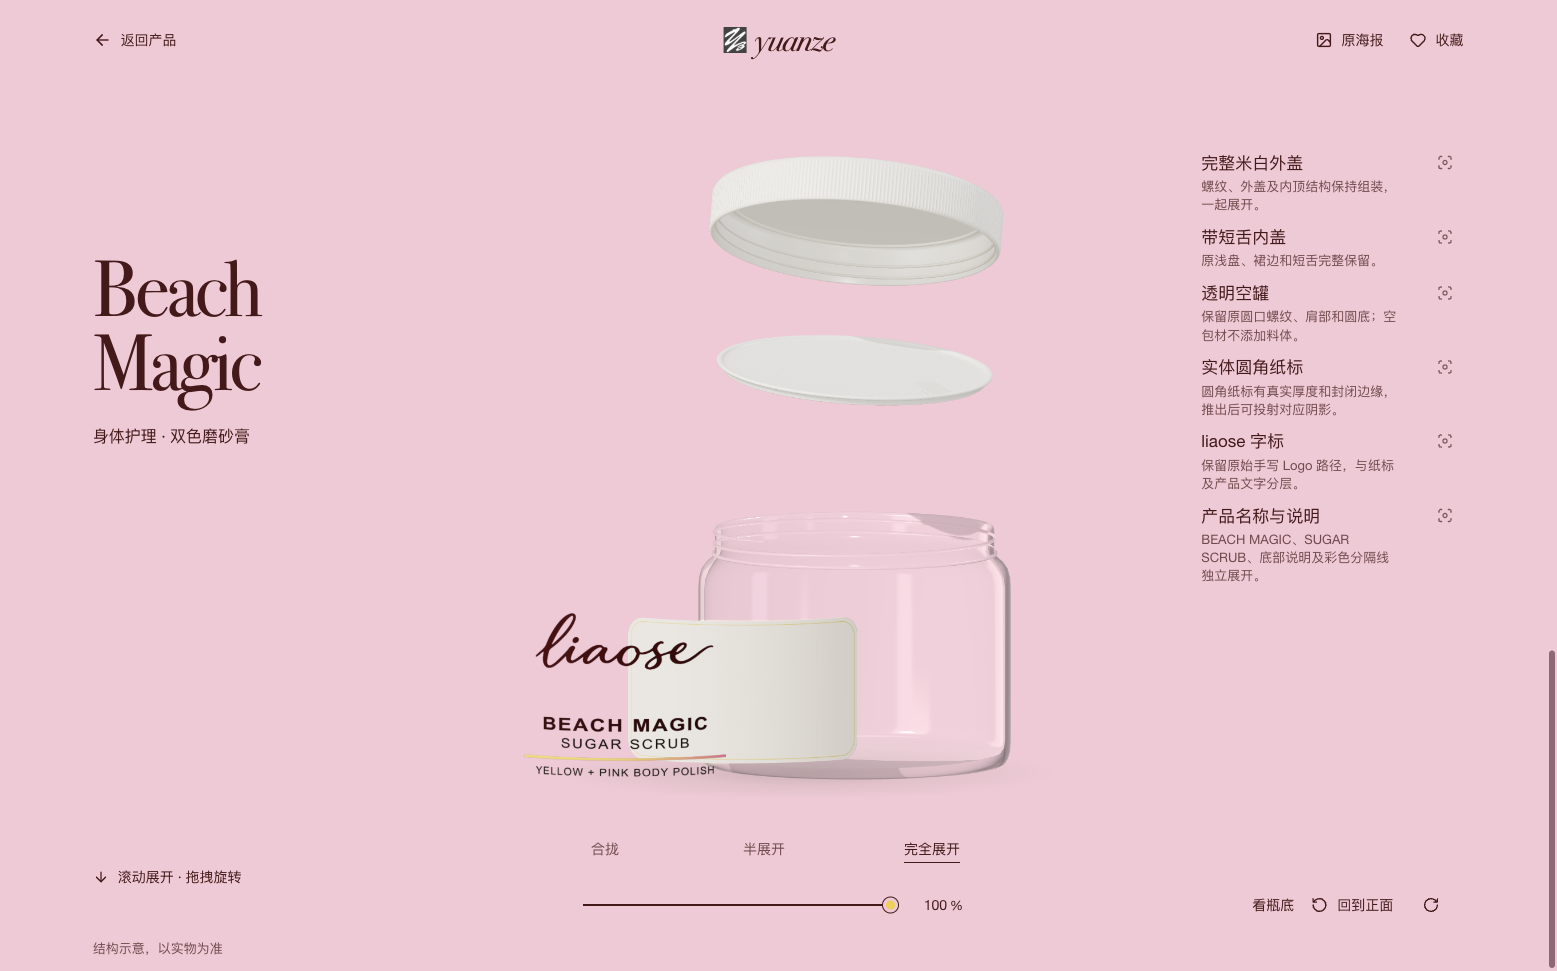 返回产品
yuanze
原海报
收藏
Beach
Magic
身体护理 · 双色磨砂膏
完整米白外盖
螺纹、外盖及内顶结构保持组装，
一起展开。
带短舌内盖
原浅盘、裙边和短舌完整保留。
透明空罐
保留原圆口螺纹、肩部和圆底；空
包材不添加料体。
实体圆角纸标
圆角纸标有真实厚度和封闭边缘，
推出后可投射对应阴影。
liaose 字标
保留原始手写 Logo 路径，与纸标
及产品文字分层。
产品名称与说明
BEACH MAGIC、SUGAR
SCRUB、底部说明及彩色分隔线
独立展开。
liaose
BEACH MAGIC
SUGAR SCRUB
YELLOW + PINK BODY POLISH
合拢
半展开
完全展开
滚动展开 · 拖拽旋转
100 %
看瓶底
回到正面
结构示意，以实物为准